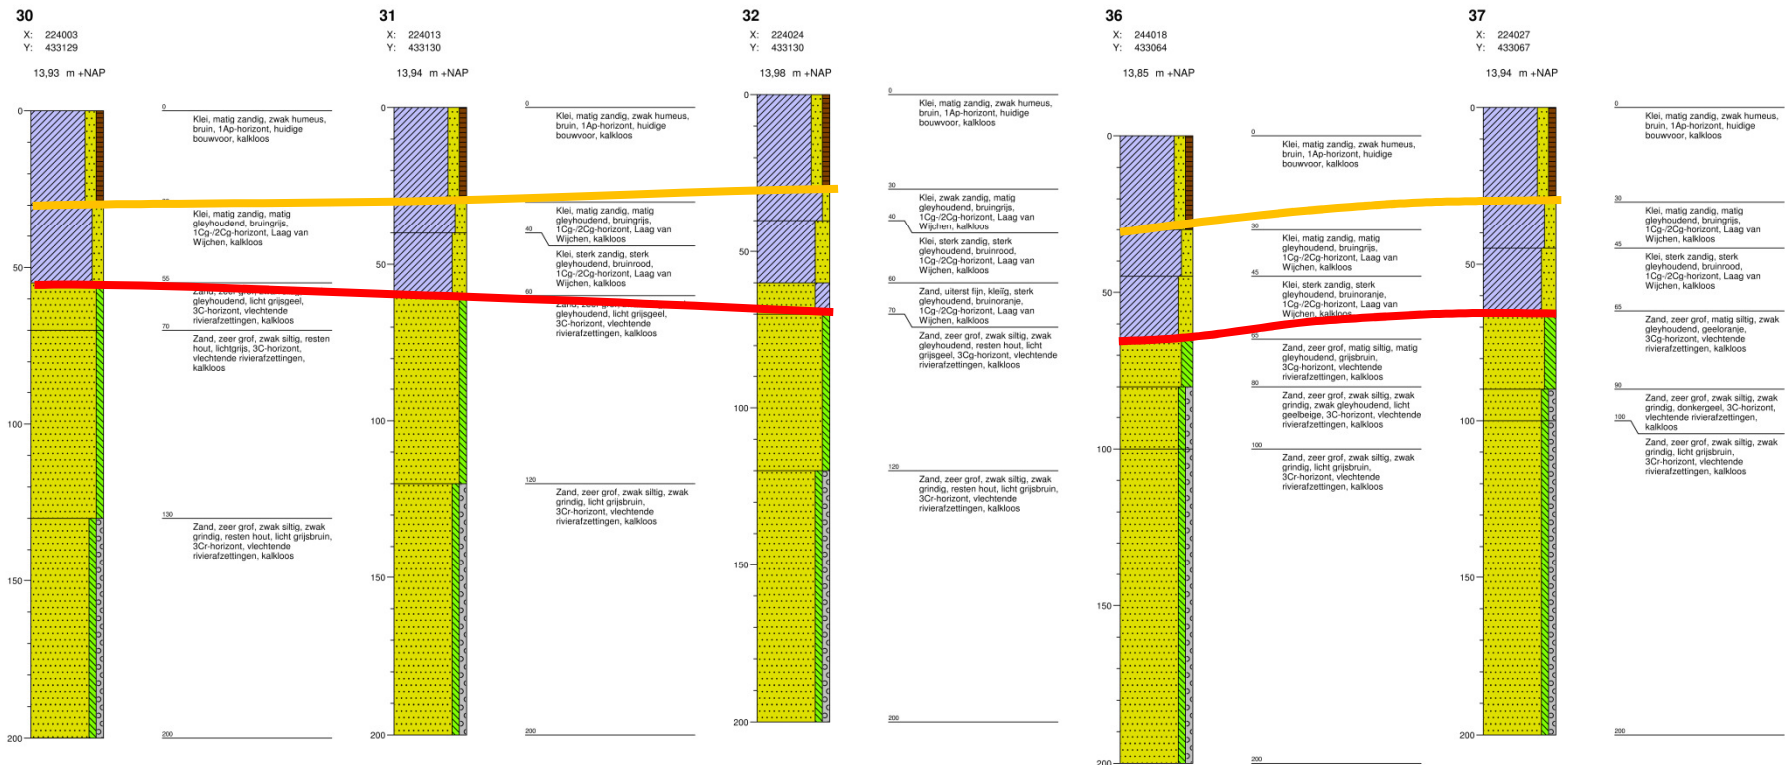 30
X: 224003
Y: 433129
13,93 m +NAP
0
50
100
150
200
0
Klei, matig zandig, zwak humeus,
bruin, 1Ap-horizont, huidige
bouwvoor, kalkloos
Klei, matig zandig, matig
gleyhoudend, bruingrijs,
1Cg-/2Cg-horizont, Laag van
Wijchen, kalkloos
55
Zand, zeer grof,
gleyhoudend, licht grijsgeel,
3C-horizont, vlechtende
rivierafzettingen, kalkloos
70
Zand, zeer grof, zwak siltig, resten
hout, lichtgrijs, 3C-horizont,
vlechtende rivierafzettingen,
kalkloos
130
Zand, zeer grof, zwak siltig, zwak
grindig, resten hout, licht grijsbruin,
3Cr-horizont, vlechtende
rivierafzettingen, kalkloos
200
31
X: 224013
Y: 433130
13,94 m +NAP
0
50
100
150
200
0
Klei, matig zandig, zwak humeus,
bruin, 1Ap-horizont, huidige
bouwvoor, kalkloos
Klei, matig zandig, matig
gleyhoudend, bruingrijs,
1Cg-/2Cg-horizont, Laag van
Wijchen, kalkloos
40
Klei, sterk zandig, sterk
gleyhoudend, bruinrood,
1Cg-/2Cg-horizont, Laag van
Wijchen, kalkloos
60
Zand, zeer grof,
gleyhoudend, licht grijsgeel,
3C-horizont, vlechtende
rivierafzettingen, kalkloos
120
Zand, zeer grof, zwak siltig, zwak
grindig, licht grijsbruin,
3Cr-horizont, vlechtende
rivierafzettingen, kalkloos
200
32
X: 224024
Y: 433130
13,98 m +NAP
0
50
100
150
200
0
Klei, matig zandig, zwak humeus,
bruin, 1Ap-horizont, huidige
bouwvoor, kalkloos
30
Klei, zwak zandig, matig
gleyhoudend, bruingrijs,
1Cg-/2Cg-horizont, Laag van
Wijchen, kalkloos
40
Klei, sterk zandig, sterk
gleyhoudend, bruinrood,
1Cg-/2Cg-horizont, Laag van
Wijchen, kalkloos
60
Zand, uiterst fijn, kleiïg, sterk
gleyhoudend, bruinoranje,
1Cg-/2Cg-horizont, Laag van
Wijchen, kalkloos
70
Zand, zeer grof, zwak siltig, zwak
gleyhoudend, resten hout, licht
grijsgeel, 3Cg-horizont, vlechtende
rivierafzettingen, kalkloos
120
Zand, zeer grof, zwak siltig, zwak
grindig, resten hout, licht grijsbruin,
3Cr-horizont, vlechtende
rivierafzettingen, kalkloos
200
36
X: 244018
Y: 433064
13,85 m +NAP
0
50
100
150
200
0
Klei, matig zandig, zwak humeus,
bruin, 1Ap-horizont, huidige
bouwvoor, kalkloos
30
Klei, matig zandig, matig
gleyhoudend, bruingrijs,
1Cg-/2Cg-horizont, Laag van
Wijchen, kalkloos
45
Klei, sterk zandig, sterk
gleyhoudend, bruinoranje,
1Cg-/2Cg-horizont, Laag van
Wijchen, kalkloos
65
Zand, zeer grof, matig siltig, matig
gleyhoudend, grijsbruin,
3Cg-horizont, vlechtende
rivierafzettingen, kalkloos
80
Zand, zeer grof, zwak siltig, zwak
grindig, zwak gleyhoudend, licht
geelbeige, 3C-horizont, vlechtende
rivierafzettingen, kalkloos
100
Zand, zeer grof, zwak siltig, zwak
grindig, licht grijsbruin,
3Cr-horizont, vlechtende
rivierafzettingen, kalkloos
200
37
X: 224027
Y: 433067
13,94 m +NAP
0
50
100
150
200
0
Klei, matig zandig, zwak humeus,
bruin, 1Ap-horizont, huidige
bouwvoor, kalkloos
30
Klei, matig zandig, matig
gleyhoudend, bruingrijs,
1Cg-/2Cg-horizont, Laag van
Wijchen, kalkloos
45
Klei, sterk zandig, sterk
gleyhoudend, bruinrood,
1Cg-/2Cg-horizont, Laag van
Wijchen, kalkloos
65
Zand, zeer grof, matig siltig, zwak
gleyhoudend, geeloranje,
3Cg-horizont, vlechtende
rivierafzettingen, kalkloos
90
Zand, zeer grof, zwak siltig, zwak
grindig, donkergeel, 3C-horizont,
vlechtende rivierafzettingen,
kalkloos
100
Zand, zeer grof, zwak siltig, zwak
grindig, licht grijsbruin,
3Cr-horizont, vlechtende
rivierafzettingen, kalkloos
200